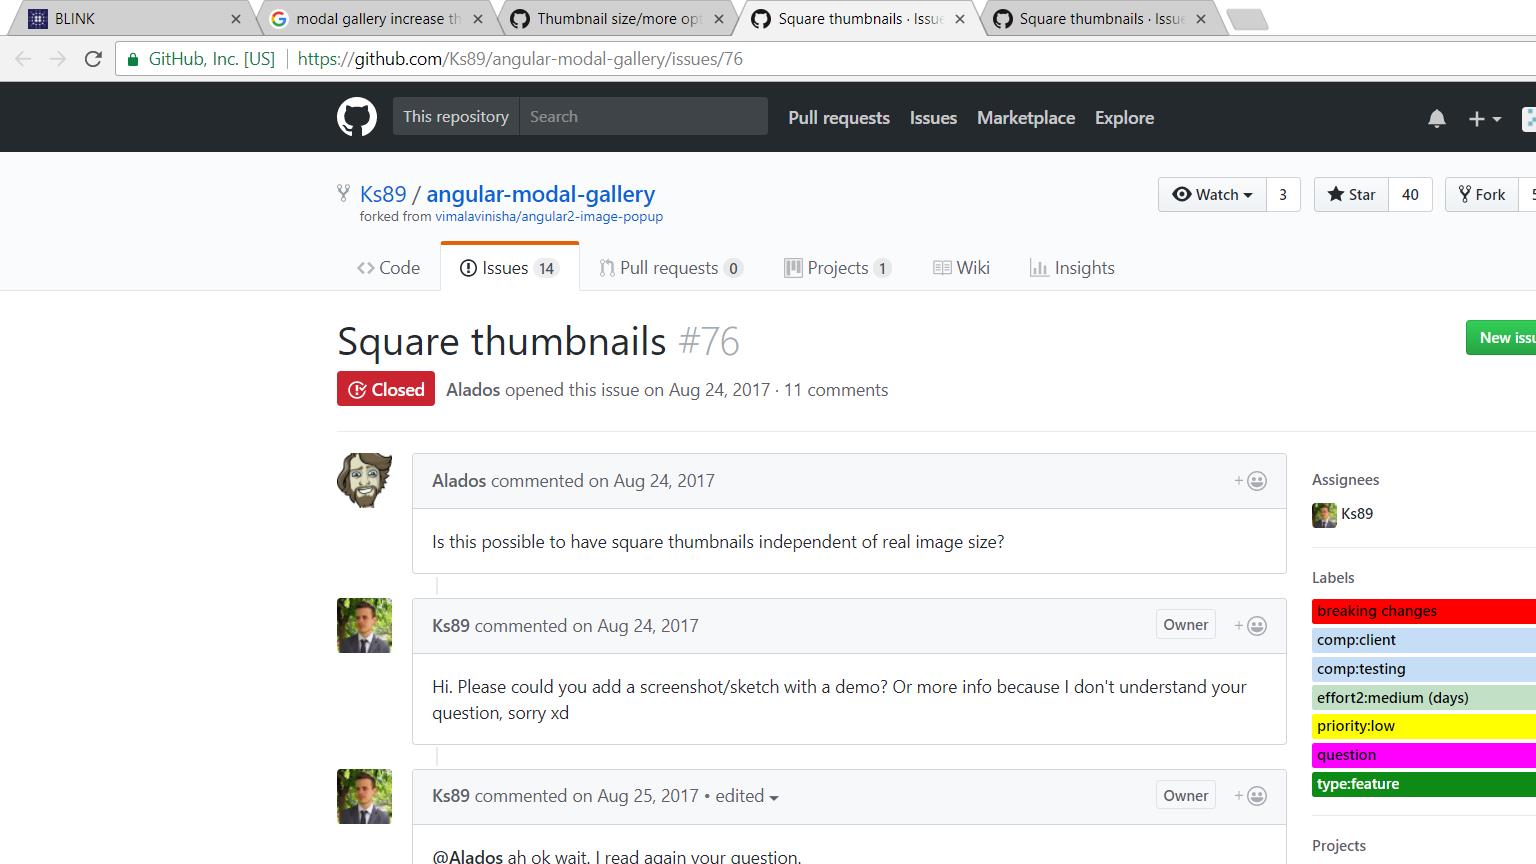 BLINK
modal gallery increase th
Thumbnail size/more opt
Square thumbnails · Issue
Square thumbnails · Issue
GitHub, Inc. [US] https://github.com/Ks89/angular-modal-gallery/issues/76
This repository Search Pull requests Issues Marketplace Explore
Ks89 / angular-modal-gallery
forked from vimalavinisha/angular2-image-popup
Watch 3 Star 40 Fork 5
Code Issues 14 Pull requests 0 Projects 1 Wiki Insights
Square thumbnails #76
New issu
Closed Alados opened this issue on Aug 24, 2017 · 11 comments
Alados commented on Aug 24, 2017
Is this possible to have square thumbnails independent of real image size?
Ks89 commented on Aug 24, 2017 Owner
Hi. Please could you add a screenshot/sketch with a demo? Or more info because I don't understand your
question, sorry xd
Ks89 commented on Aug 25, 2017 • edited Owner
@Alados ah ok wait. I read again your question.
Assignees
Ks89
Labels
breaking changes
comp:client
comp:testing
effort2:medium (days)
priority:low
question
type:feature
Projects